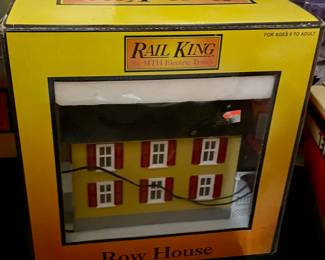 RAIL KING
by MTH Electric Trains
FOR AGES 8 TO ADULT
Row House